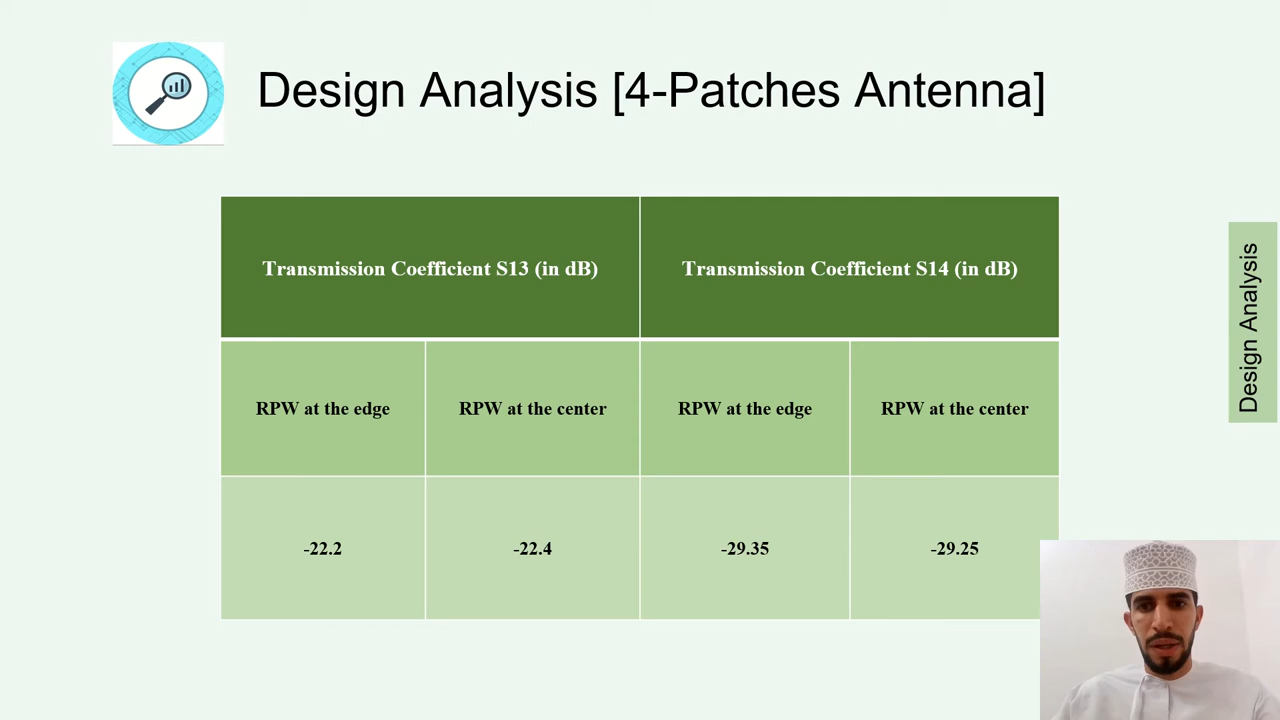 Design Analysis [4-Patches Antenna]
Transmission Coefficient S13 (in dB)
Transmission Coefficient S14 (in dB)
RPW at the edge
RPW at the center
RPW at the edge
RPW at the center
-22.2
-22.4
-29.35
-29.25
Design Analysis